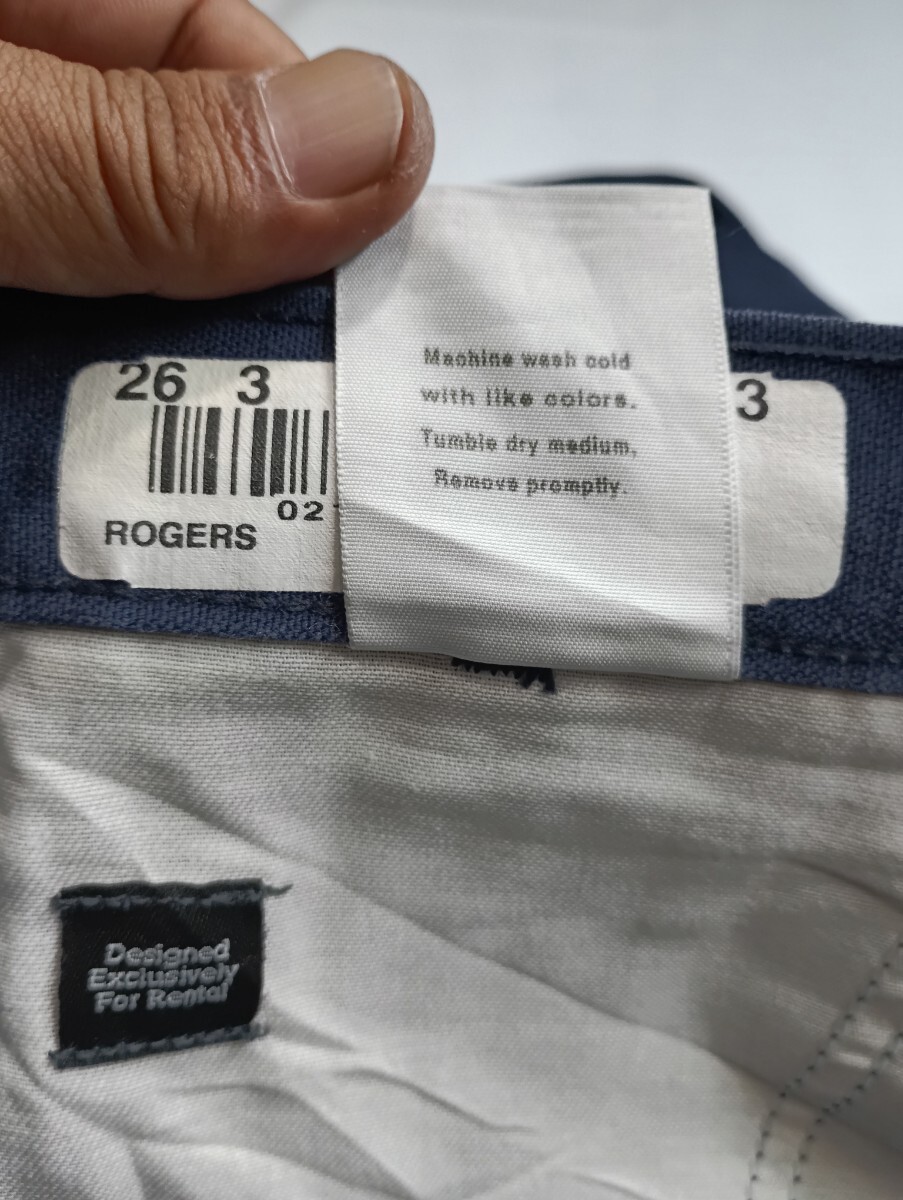 26 3
3
02
ROGERS
Machine wash cold
with like colors.
Tumble dry medium.
Remove promptly.
Designed
Exclusively
For Rental